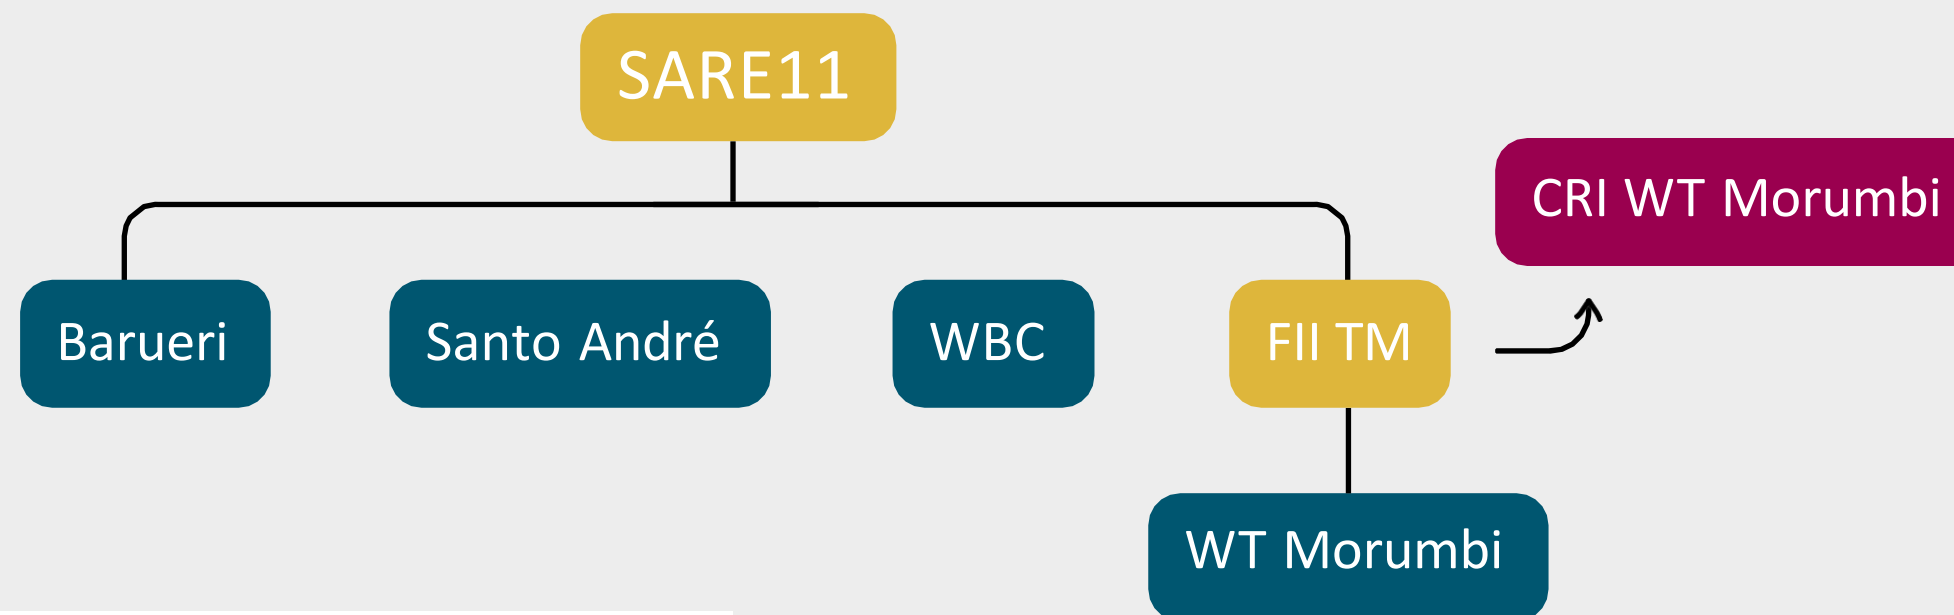 SARE11
CRI WT Morumbi
Barueri
Santo André
WBC
FII TM
WT Morumbi